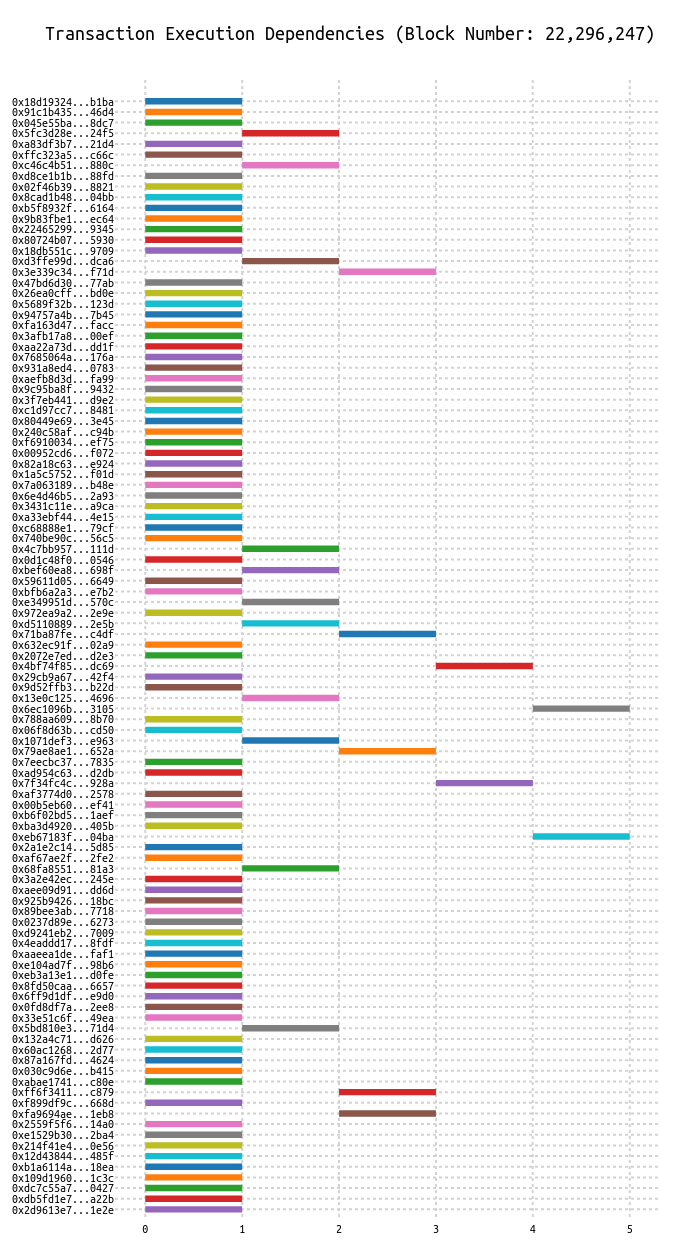 Transaction Execution Dependencies (Block Number: 22,296,247)
0x18d19324...b1ba
0x91c1b435...46d4
0x045e55ba...8dc7
0x5fc3d28e...24f5
0xa83df3b7...21d4
0xffc323a5...c66c
0xc46c4b51...880c
0xd8ce1b1b...88fd
0x02f46b39...8821
0x8cad1b48...04bb
0xb5f8932f...6164
0x9b83fbe1...ec64
0x22465299...9345
0x80724b07...5930
0x18db551c...9709
0xd3ffe99d...dca6
0x3e339c34...f71d
0x47bd6d30...77ab
0x26ea0cff...bd0e
0x5689f32b...123d
0x94757a4b...7b45
0xfa163d47...facc
0x3afb17a8...00ef
0xaa22a73d...dd1f
0x7685064a...176a
0x931a8ed4...0783
0xaefb8d3d...fa99
0x9c95ba8f...9432
0x3f7eb441...d9e2
0xc1d97cc7...8481
0x80449e69...3e45
0x240c58af...c94b
0xf6910034...ef75
0x00952cd6...f072
0x82a18c63...e924
0x1a5c5752...f01d
0x7a063189...b48e
0x6e4d46b5...2a93
0x3431c11e...a9ca
0xa33ebf44...4e15
0xc68888e1...79cf
0x740be90c...56c5
0x4c7bb957...111d
0x0d1c48f0...0546
0xbef60ea8...698f
0x59611d05...6649
0xbfb6a2a3...e7b2
0xe349951d...570c
0x972ea9a2...2e9e
0xd5110889...2e5b
0x71ba87fe...c4df
0x632ec91f...02a9
0x2072e7ed...d2e3
0x4bf74f85...dc69
0x29cb9a67...42f4
0x9d52ffb3...b22d
0x13e0c125...4696
0x6ec1096b...3105
0x788aa609...8b70
0x06f8d63b...cd50
0x1071def3...e963
0x79ae8ae1...652a
0x7eecbc37...7835
0xad954c63...d2db
0x7f34fc4c...928a
0xaf3774d0...2578
0x00b5eb60...ef41
0xb6f02bd5...1aef
0xba3d4920...405b
0xeb67183f...04ba
0x2a1e2c14...5d85
0xaf67ae2f...2fe2
0x68fa8551...81a3
0x3a2e42ec...245e
0xaee09d91...dd6d
0x925b9426...18bc
0x89bee3ab...7718
0x0237d89e...6273
0xd9241eb2...7009
0x4eaddd17...8fdf
0xaaeea1de...faf1
0xe104ad7f...98b6
0xeb3a13e1...d0fe
0x8fd50caa...6657
0x6ff9d1df...e9d0
0x0fd8df7a...2ee8
0x33e51c6f...49ea
0x5bd810e3...71d4
0x132a4c71...d626
0x60ac1268...2d77
0x87a167fd...4624
0x030c9d6e...b415
0xabae1741...c80e
0xff6f3411...c879
0xf899df9c...668d
0xfa9694ae...1eb8
0x2559f5f6...14a0
0xe1529b30...2ba4
0x214f41e4...0e56
0x12d43844...485f
0xb1a6114a...18ea
0x109d1960...1c3c
0xdc7c55a7...0427
0xdb5fd1e7...a22b
0x2d9613e7...1e2e
0 1 2 3 4 5